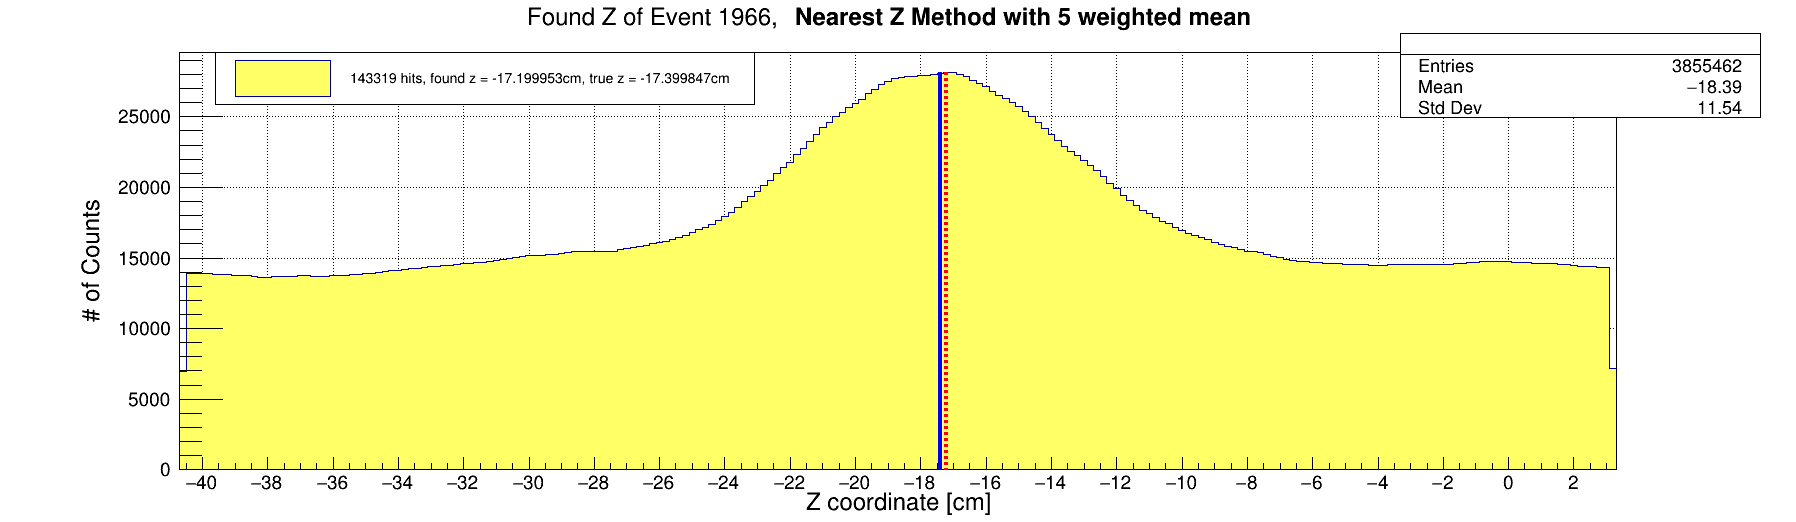 Found Z of Event 1966, Nearest Z Method with 5 weighted mean
143319 hits, found z = -17.199953cm, true z = -17.399847cm
Entries 3855462
Mean −18.39
Std Dev 11.54
# of Counts
25000
20000
15000
10000
5000
0
−40 −38 −36 −34 −32 −30 −28 −26 −24 −22 −20 −18 −16 −14 −12 −10 −8 −6 −4 −2 0 2
Z coordinate [cm]